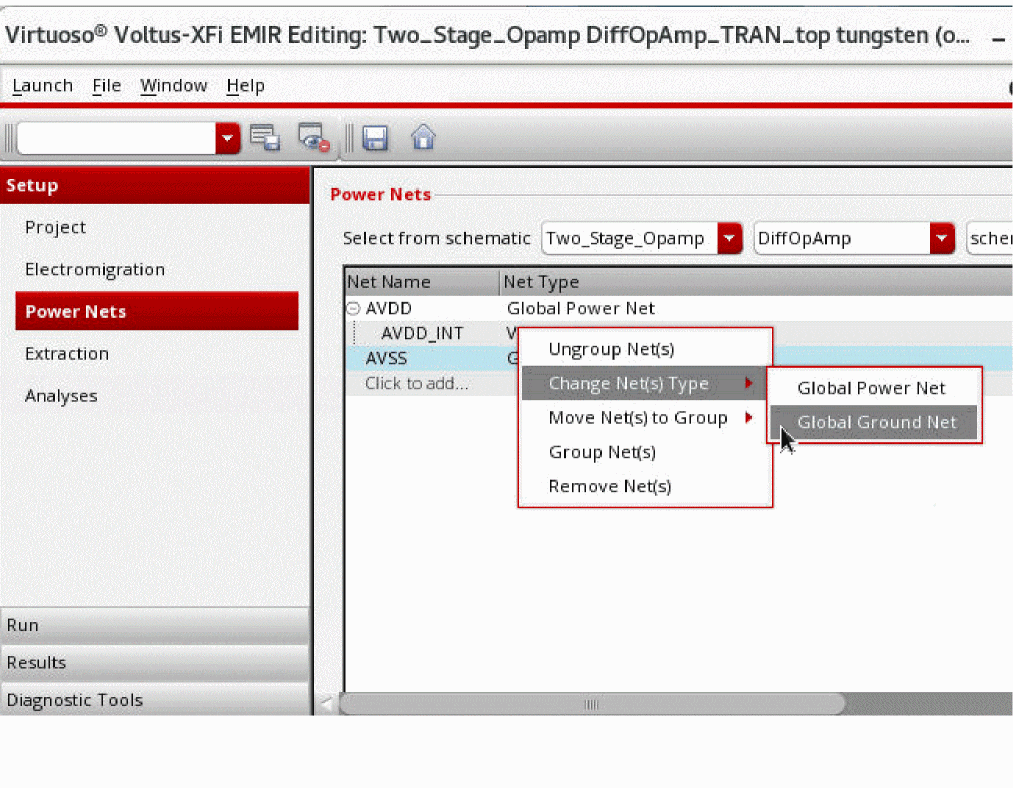 Virtuoso® Voltus-XFi EMIR Editing: Two_Stage_Opamp DiffOpAmp_TRAN_top tungsten (o...
Launch File Window Help
Setup
Project
Electromigration
Power Nets
Extraction
Analyses
Run
Results
Diagnostic Tools
Power Nets
Select from schematic Two_Stage_Opamp DiffOpAmp
Net Name Net Type
AVDD Global Power Net
AVDD_INT
AVSS
Click to add...
Ungroup Net(s)
Change Net(s) Type
Move Net(s) to Group
Group Net(s)
Remove Net(s)
Global Power Net
Global Ground Net